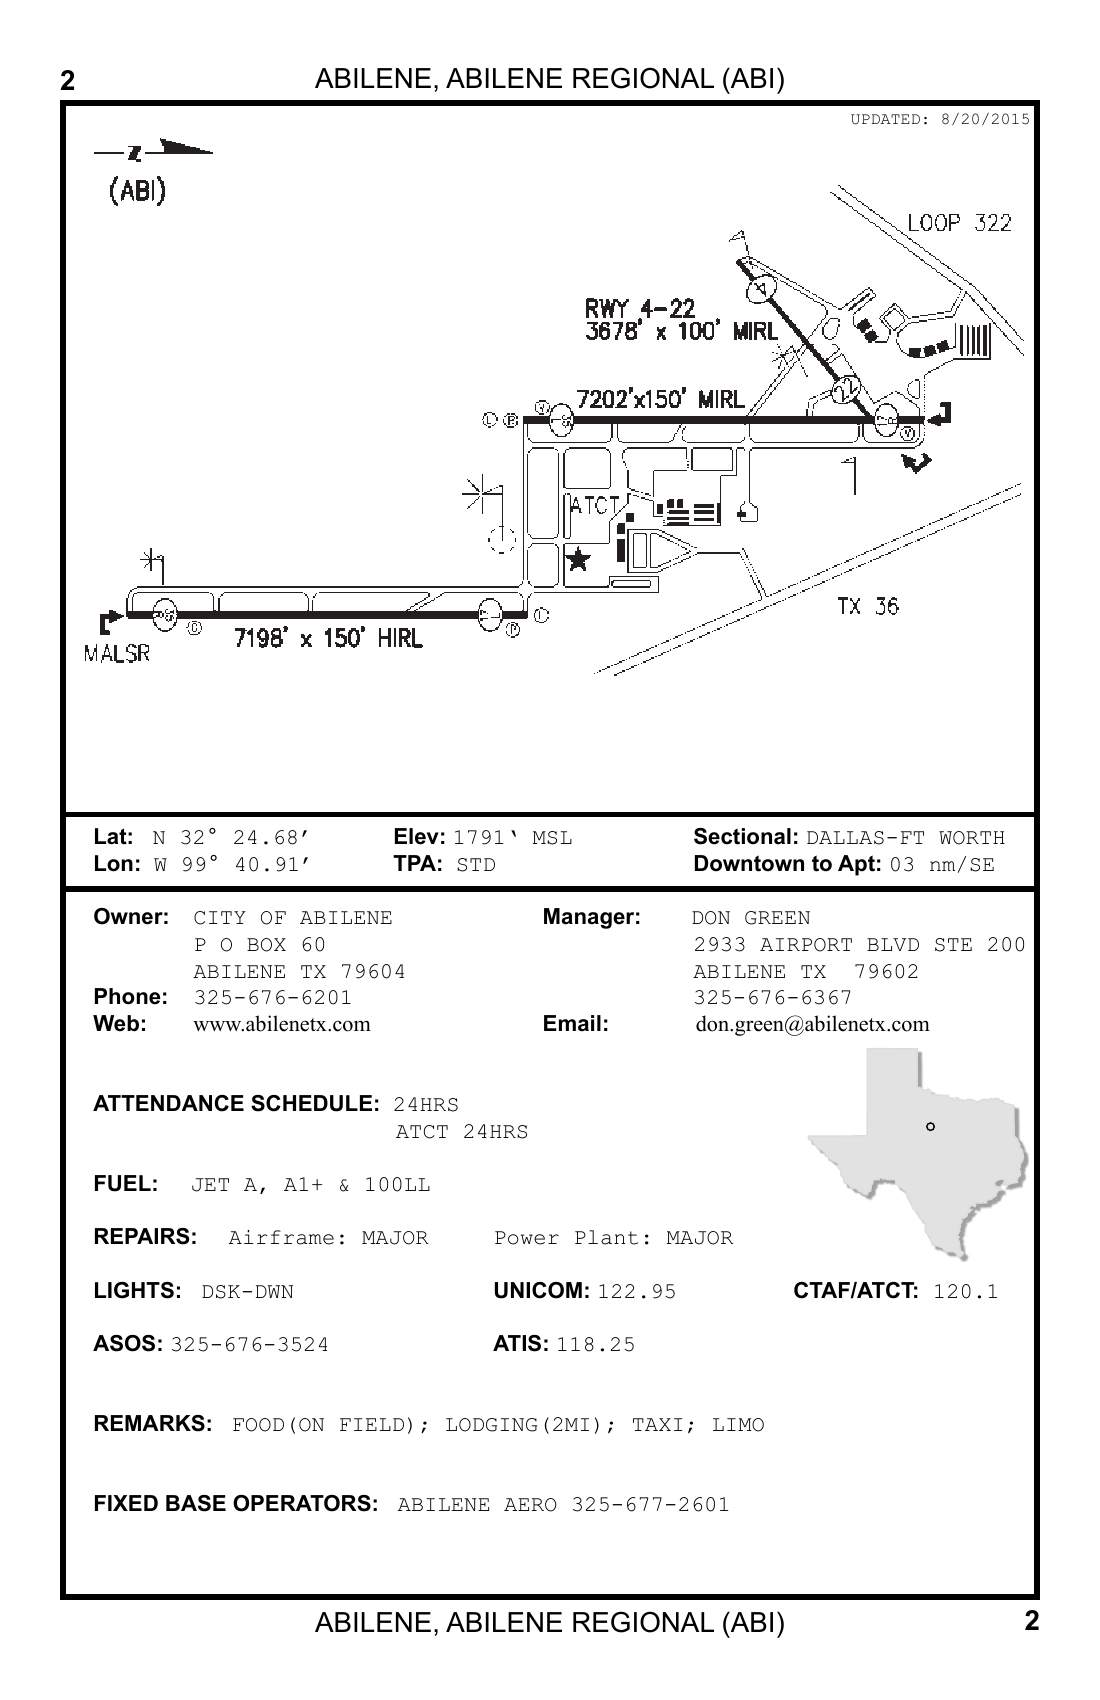 2
ABILENE, ABILENE REGIONAL (ABI)
UPDATED: 8/20/2015
(ABI)
LOOP 322
4
RWY 4-22
3678' x 100' MIRL
22
7202'x150' MIRL
ATCT
TX 36
7198' x 150' HIRL
MALSR
Lat: N 32° 24.68’ Elev: 1791‘ MSL Sectional: DALLAS-FT WORTH
Lon: W 99° 40.91’ TPA: STD Downtown to Apt: 03 nm/SE
Owner: CITY OF ABILENE Manager: DON GREEN
P O BOX 60 2933 AIRPORT BLVD STE 200
ABILENE TX 79604 ABILENE TX 79602
Phone: 325-676-6201 325-676-6367
Web: www.abilenetx.com Email: don.green@abilenetx.com
ATTENDANCE SCHEDULE: 24HRS
ATCT 24HRS
FUEL: JET A, A1+ & 100LL
REPAIRS: Airframe: MAJOR Power Plant: MAJOR
LIGHTS: DSK-DWN UNICOM: 122.95 CTAF/ATCT: 120.1
ASOS: 325-676-3524 ATIS: 118.25
REMARKS: FOOD(ON FIELD); LODGING(2MI); TAXI; LIMO
FIXED BASE OPERATORS: ABILENE AERO 325-677-2601
ABILENE, ABILENE REGIONAL (ABI)
2